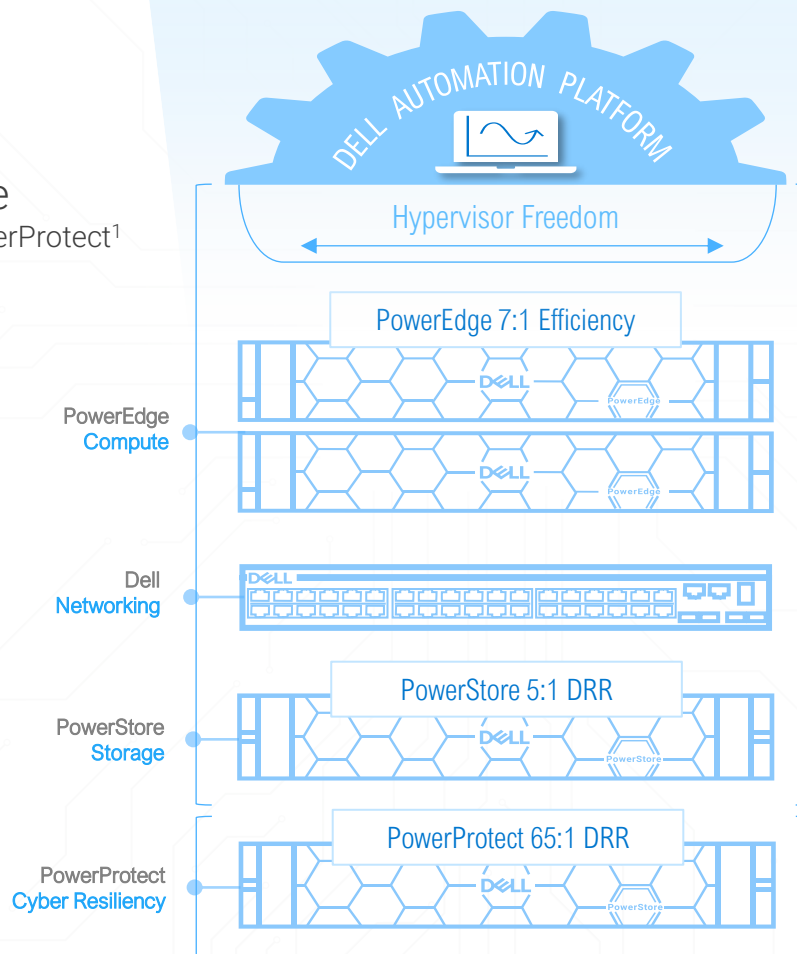 DELL AUTOMATION PLATFORM
e
erProtect1
Hypervisor Freedom
PowerEdge 7:1 Efficiency
DELL
PowerEdge
PowerEdge
Compute
DELL
PowerEdge
DELL
Dell
Networking
PowerStore 5:1 DRR
DELL
PowerStore
PowerStore
Storage
PowerProtect 65:1 DRR
DELL
PowerStore
PowerProtect
Cyber Resiliency